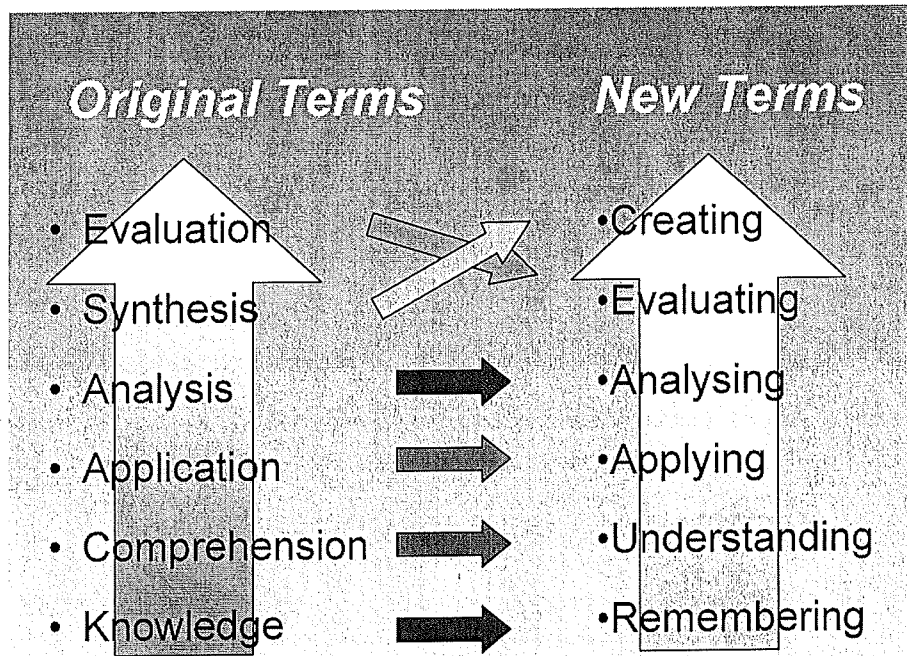 Original Terms
New Terms
• Evaluation
• Synthesis
• Analysis
• Application
• Comprehension
• Knowledge
•Creating
•Evaluating
•Analysing
•Applying
•Understanding
•Remembering